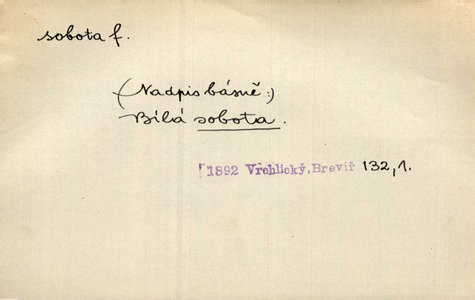 sobota f.
(Nadpis básně:)
Bílá sobota.
1892 Vrchlický, Brevíř 132,1.